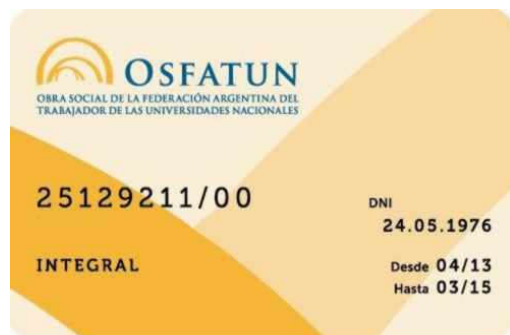 OSFATUN
OBRA SOCIAL DE LA FEDERACIÓN ARGENTINA DEL
TRABAJADOR DE LAS UNIVERSIDADES NACIONALES
25129211/00
DNI
24.05.1976
INTEGRAL
Desde 04/13
Hasta 03/15